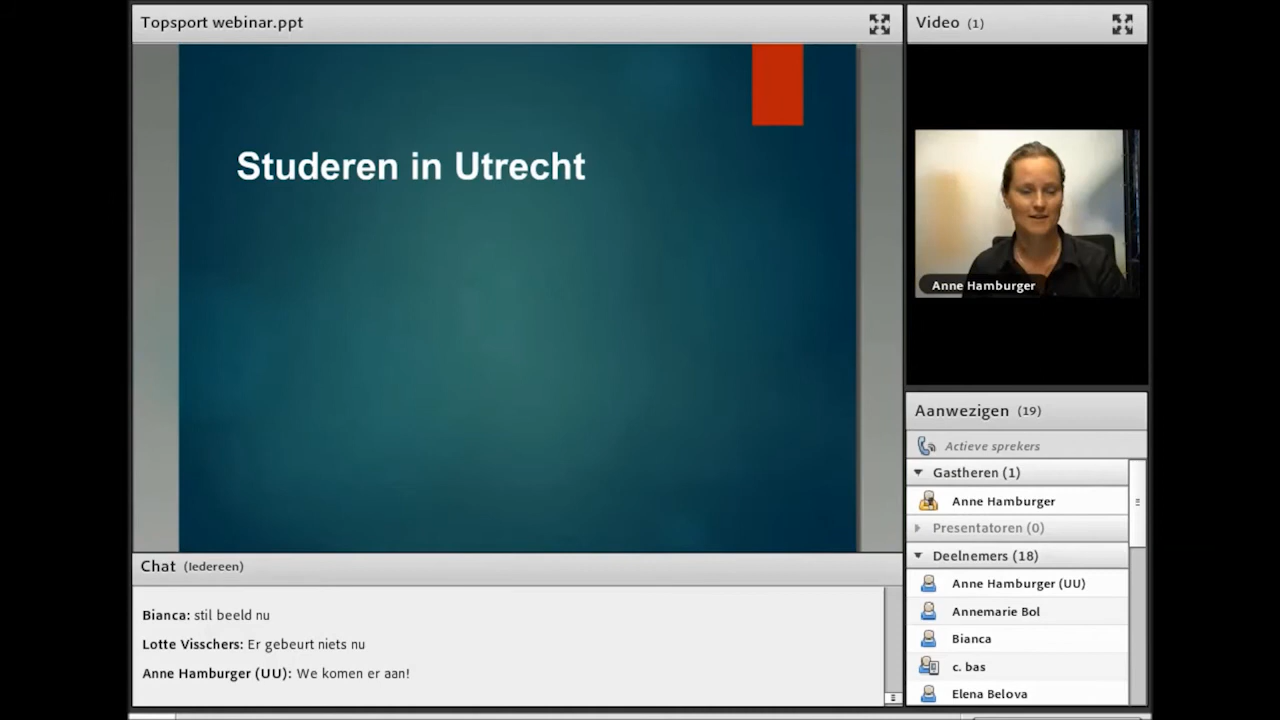 Topsport webinar.ppt
Studeren in Utrecht
Chat (Iedereen)
Bianca: stil beeld nu
Lotte Visschers: Er gebeurt niets nu
Anne Hamburger (UU): We komen er aan!
Video (1)
Anne Hamburger
Aanwezigen (19)
Actieve sprekers
Gastheren (1)
Anne Hamburger
Presentatoren (0)
Deelnemers (18)
Anne Hamburger (UU)
Annemarie Bol
Bianca
c. bas
Elena Belova